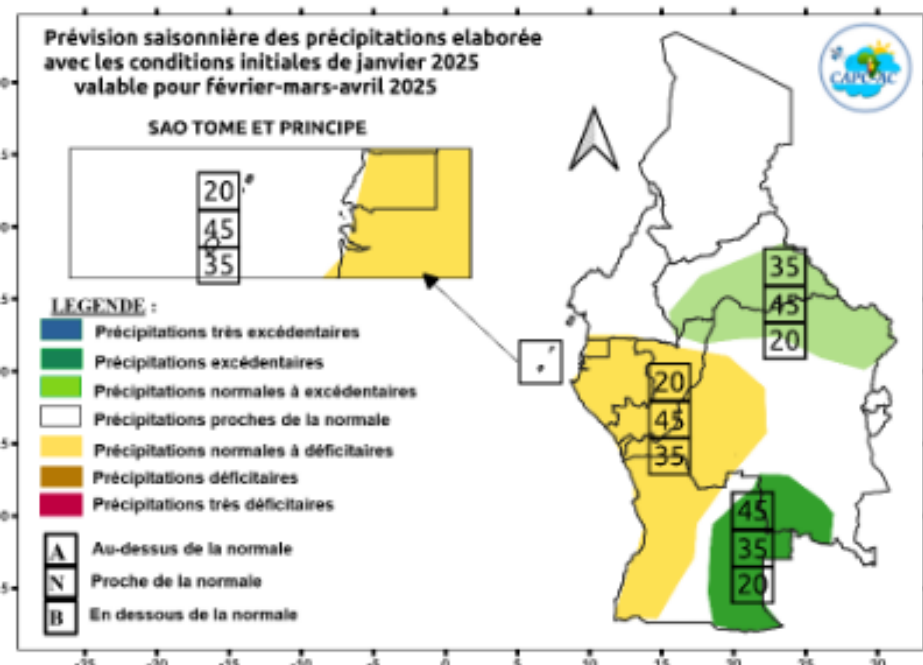 Prévision saisonnière des précipitations elaborée
avec les conditions initiales de janvier 2025
valable pour février-mars-avril 2025
CAPC-AC
SAO TOME ET PRINCIPE
20
45
35
LEGENDE :
Précipitations très excédentaires
Précipitations excédentaires
Précipitations normales à excédentaires
Précipitations proches de la normale
Précipitations normales à déficitaires
Précipitations déficitaires
Précipitations très déficitaires
A Au-dessus de la normale
N Proche de la normale
B En dessous de la normale
35
45
20
20
45
35
45
35
20
5
10
15
20
25
30